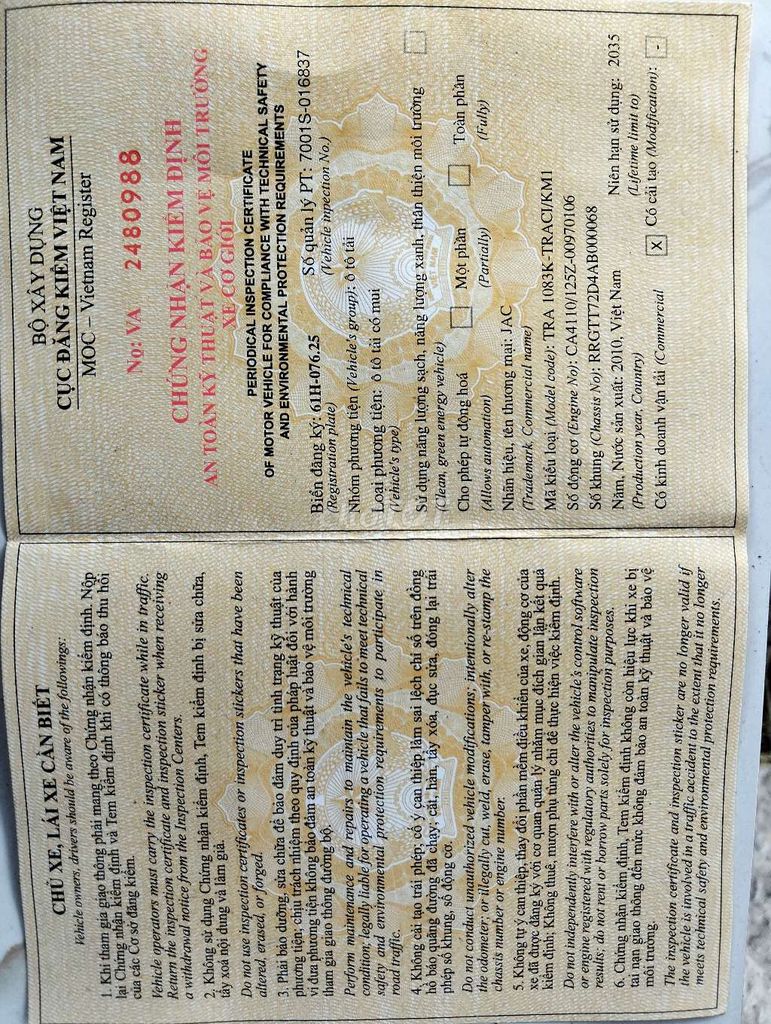 BỘ XÂY DỰNG
CỤC ĐĂNG KIỂM VIỆT NAM
MOC – Vietnam Register
Nọ: VA 2480988
CHỨNG NHẬN KIỂM ĐỊNH
AN TOÀN KỸ THUẬT VÀ BẢO VỆ MÔI TRƯỜNG
XE CƠ GIỚI
PERIODICAL INSPECTION CERTIFICATE
OF MOTOR VEHICLE FOR COMPLIANCE WITH TECHNICAL SAFETY
AND ENVIRONMENTAL PROTECTION REQUIREMENTS
Biển đăng ký: 61H-076.25 Số quản lý PT: 7001S-016837
(Registration plate) (Vehicle inpection No.)
Nhóm phương tiện (Vehicle's group): ô tô tải
Loại phương tiện: ô tô tải có mui
(Vehicle's type)
Sử dụng năng lượng sạch, năng lượng xanh, thân thiện môi trường
(Clean, green energy vehicle)
Cho phép tự động hoá Một phần Toàn phần
(Allows automation) (Partially) (Fully)
Nhãn hiệu, tên thương mại: JAC
(Trademark, Commercial name)
Mã kiểu loại (Model code): TRA 1083K-TRACI/KM1
Số động cơ (Engine No): CA4110/125Z-00970106
Số khung (Chassis No): RRGTT72D4AB000068
Năm, Nước sản xuất: 2010, Việt Nam Niên hạn sử dụng: 2035
(Production year, Country) (Lifetime limit to)
Có kinh doanh vận tải (Commercial X Có cải tạo (Modification): -
CHỦ XE, LÁI XE CẦN BIẾT
Vehicle owners, drivers should be aware of the followings:
1. Khi tham gia giao thông phải mang theo Chứng nhận kiểm định. Nộp
lại Chứng nhận kiểm định và Tem kiểm định khi có thông báo thu hồi
của các Cơ sở đăng kiểm.
Vehicle operators must carry the inspection certificate while in traffic.
Return the inspection certificate and inspection sticker when receiving
a withdrawal notice from the Inspection Centers.
2. Không sử dụng Chứng nhận kiểm định, Tem kiểm định bị sửa chữa,
tẩy xoá nội dung và làm giả.
Do not use inspection certificates or inspection stickers that have been
altered, erased, or forged.
3. Phải bảo dưỡng, sửa chữa để bảo đảm duy trì tình trạng kỹ thuật của
phương tiện; chịu trách nhiệm theo quy định của pháp luật đối với hành
vi đưa phương tiện không bảo đảm an toàn kỹ thuật và bảo vệ môi trường
tham gia giao thông đường bộ.
Perform maintenance and repairs to maintain the vehicle's technical
condition; legally liable for operating a vehicle that fails to meet technical
safety and environmental protection requirements to participate in
road traffic.
4. Không cải tạo trái phép; cố ý can thiệp làm sai lệch chỉ số trên đồng
hồ báo quãng đường đã chạy; cắt, hàn, tẩy xóa, đục sửa, đóng lại trái
phép số khung, số động cơ.
Do not conduct unauthorized vehicle modifications; intentionally alter
the odometer; or illegally cut, weld, erase, tamper with, or re-stamp the
chassis number or engine number.
5. Không tự ý can thiệp, thay đổi phần mềm điều khiển của xe, động cơ của
xe đã được đăng ký với cơ quan quản lý nhằm mục đích gian lận kết quả
kiểm định; Không thuê, mượn phụ tùng chỉ để thực hiện việc kiểm định.
Do not independently interfere with or alter the vehicle's control software
or engine registered with regulatory authorities to manipulate inspection
results; do not rent or borrow parts solely for inspection purposes.
6. Chứng nhận kiểm định, Tem kiểm định không còn hiệu lực khi xe bị
tai nạn giao thông đến mức không đảm bảo an toàn kỹ thuật và bảo vệ
môi trường.
The inspection certificate and inspection sticker are no longer valid if
the vehicle is involved in a traffic accident to the extent that it no longer
meets technical safety and environmental protection requirements.